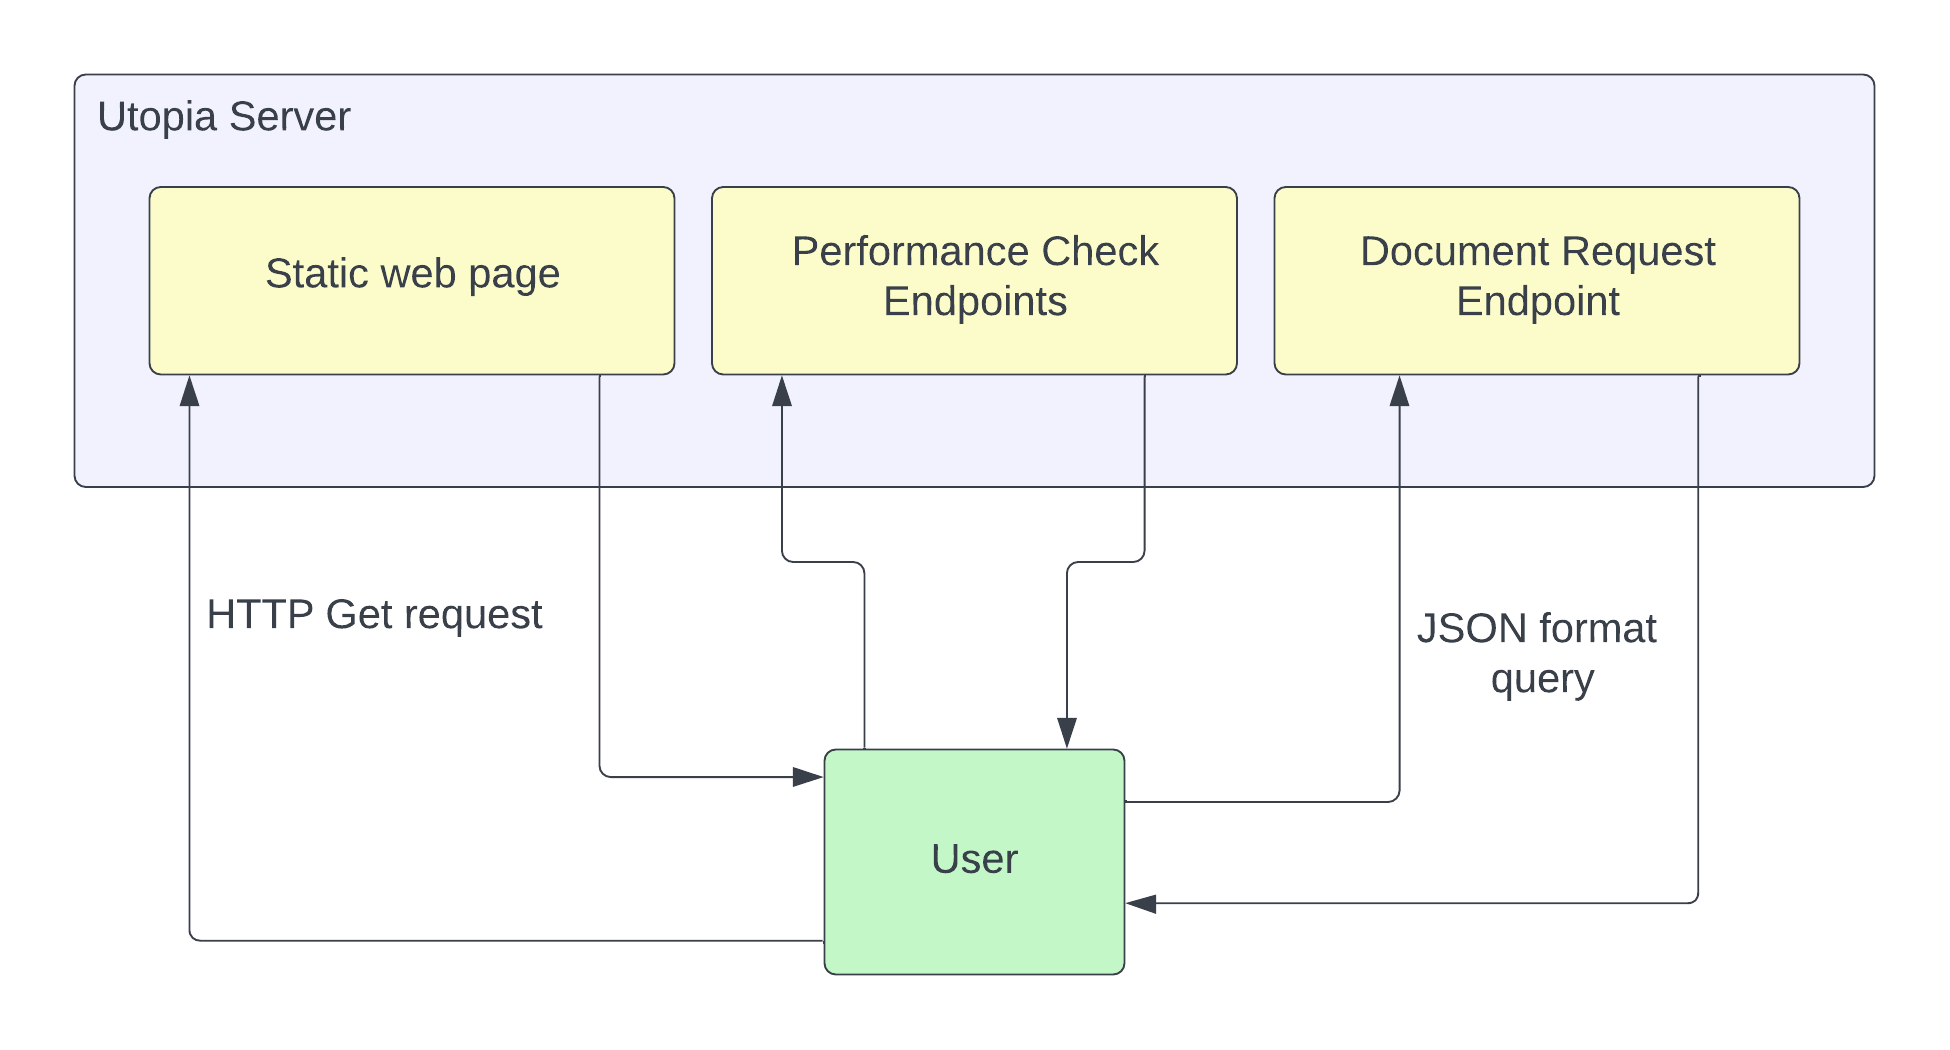 Utopia Server
Static web page
Performance Check
Endpoints
Document Request
Endpoint
HTTP Get request
JSON format
query
User